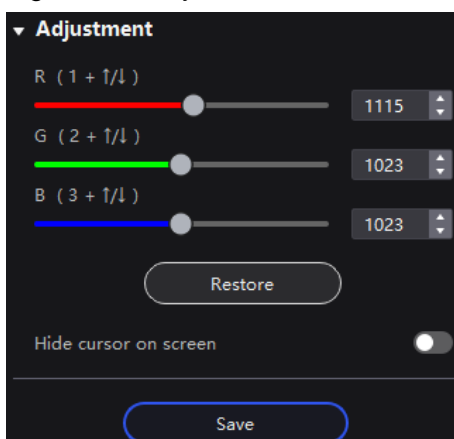 Adjustment
R ( 1 + ↑/↓ )
1115
G ( 2 + ↑/↓ )
1023
B ( 3 + ↑/↓ )
1023
Restore
Hide cursor on screen
Save